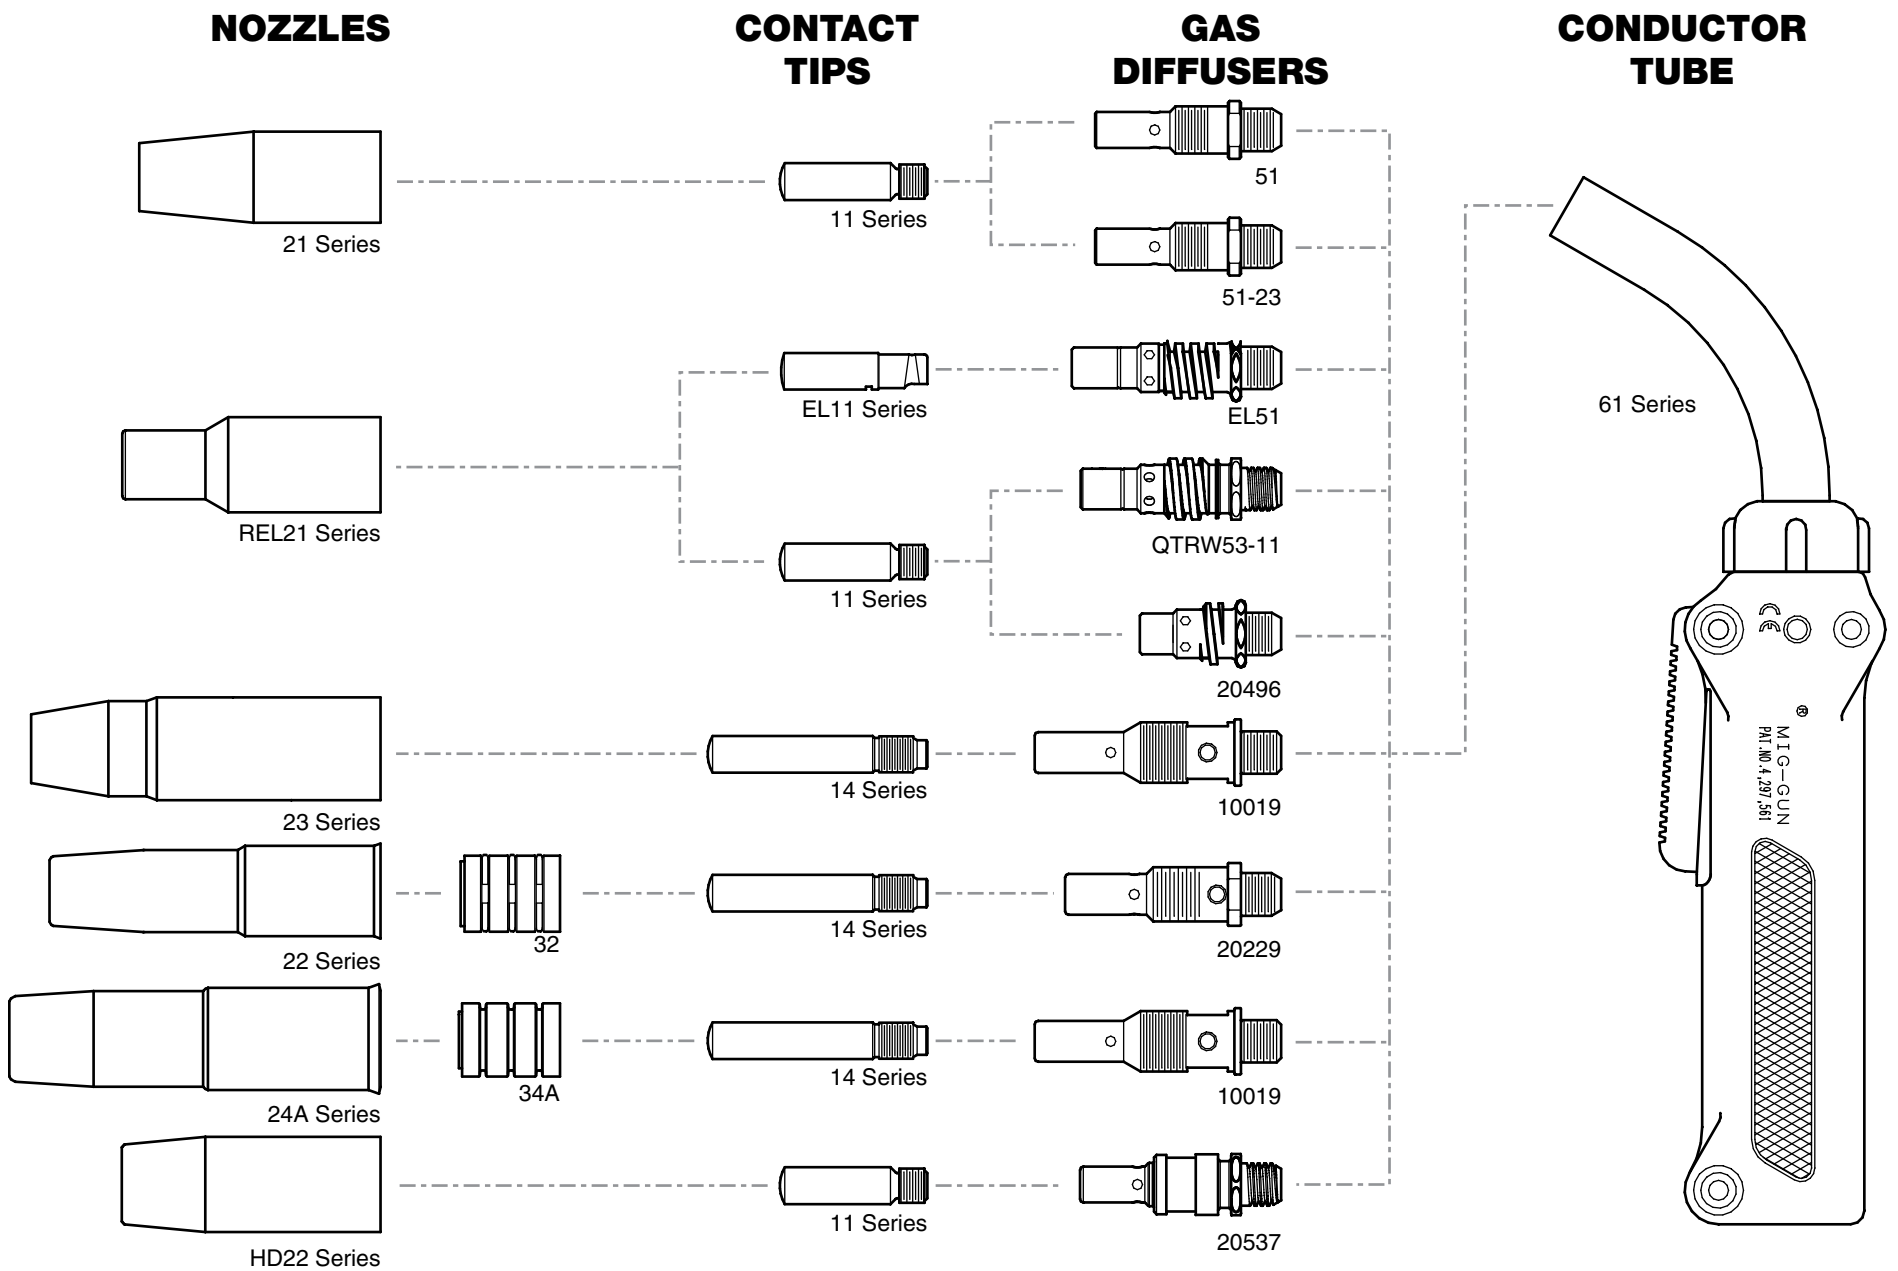 NOZZLES
CONTACT
TIPS
GAS
DIFFUSERS
CONDUCTOR
TUBE
21 Series
11 Series
51
51-23
REL21 Series
EL11 Series
EL51
11 Series
QTRW53-11
20496
61 Series
23 Series
14 Series
10019
22 Series
32
14 Series
20229
24A Series
34A
14 Series
10019
HD22 Series
11 Series
20537
CE
®
MIG-GUN
PAT.NO.4,297,561